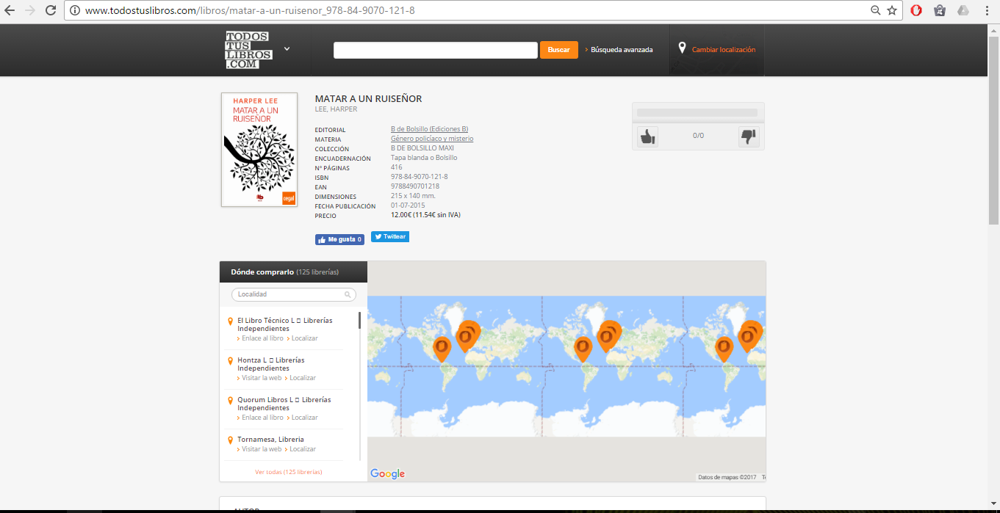 www.todostuslibros.com/libros/matar-a-un-ruisenor_978-84-9070-121-8
TODOS
TUS
LIBROS
.COM
Buscar
Búsqueda avanzada
Cambiar localización
HARPER LEE
MATAR A UN
RUISEÑOR
cegal
MATAR A UN RUISEÑOR
LEE, HARPER
EDITORIAL B de Bolsillo (Ediciones B)
MATERIA Género policíaco y misterio
COLECCIÓN B DE BOLSILLO MAXI
ENCUADERNACIÓN Tapa blanda o Bolsillo
Nº PÁGINAS 416
ISBN 978-84-9070-121-8
EAN 9788490701218
DIMENSIONES 215 x 140 mm.
FECHA PUBLICACIÓN 01-07-2015
PRECIO 12.00€ (11.54€ sin IVA)
0/0
Me gusta 0
Twittear
Dónde comprarlo (125 librerías)
Localidad
El Libro Técnico L Librerías
Independientes
Enlace al libro Localizar
Hontza L Librerías
Independientes
Visitar la web Localizar
Quorum Libros L Librerías
Independientes
Enlace al libro Localizar
Tornamesa, Libreria
Visitar la web Localizar
Ver todas (125 librerías)
Google
Datos de mapas ©2017
AUTOR